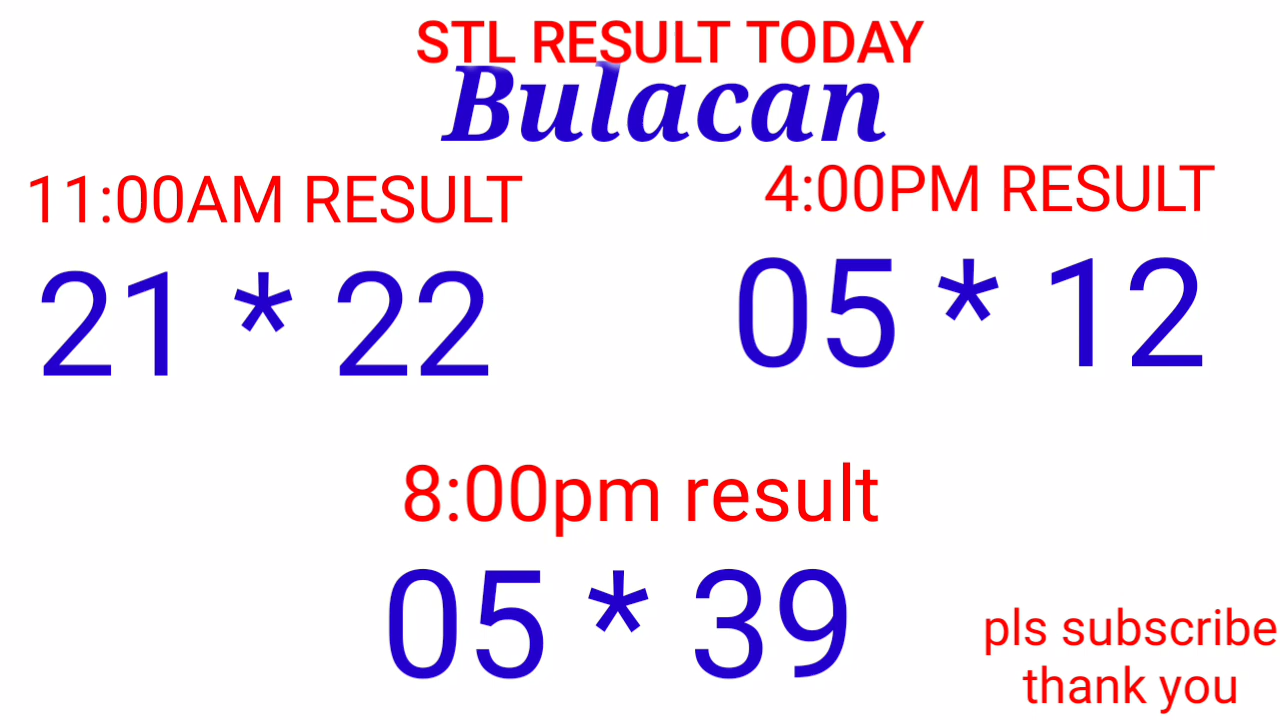 STL RESULT TODAY
Bulacan
11:00AM RESULT
21 * 22
4:00PM RESULT
05 * 12
8:00pm result
05 * 39
pls subscribe
thank you